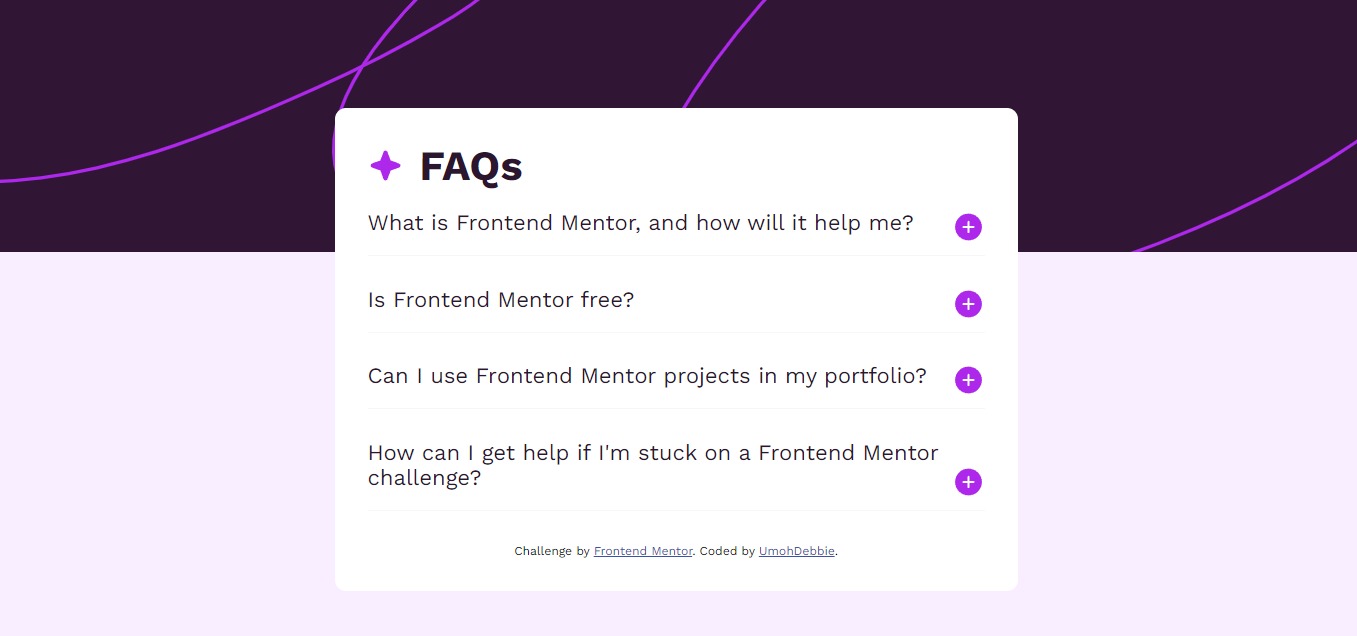 FAQs
What is Frontend Mentor, and how will it help me?
Is Frontend Mentor free?
Can I use Frontend Mentor projects in my portfolio?
How can I get help if I'm stuck on a Frontend Mentor
challenge?
Challenge by Frontend Mentor. Coded by UmohDebbie.